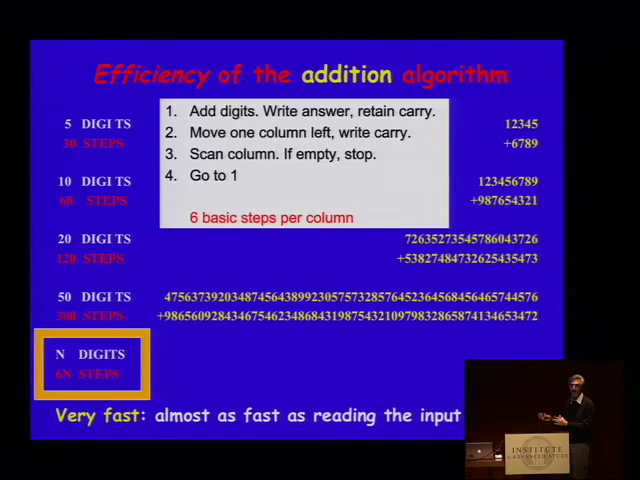 Efficiency of the addition algorithm
1. Add digits. Write answer, retain carry.
2. Move one column left, write carry.
3. Scan column. If empty, stop.
4. Go to 1
6 basic steps per column
5 DIGITS
30 STEPS
12345
+6789
10 DIGITS
60 STEPS
123456789
+987654321
20 DIGITS
120 STEPS
72635273545786043726
+53827484732625435473
50 DIGITS
300 STEPS
47563739203487456438992305757328576452364568456465744576
+98656092843467546234868431987543210979832865874134653472
N DIGITS
6N STEPS
Very fast: almost as fast as reading the input
INSTITUTE
for ADVANCED STUDY